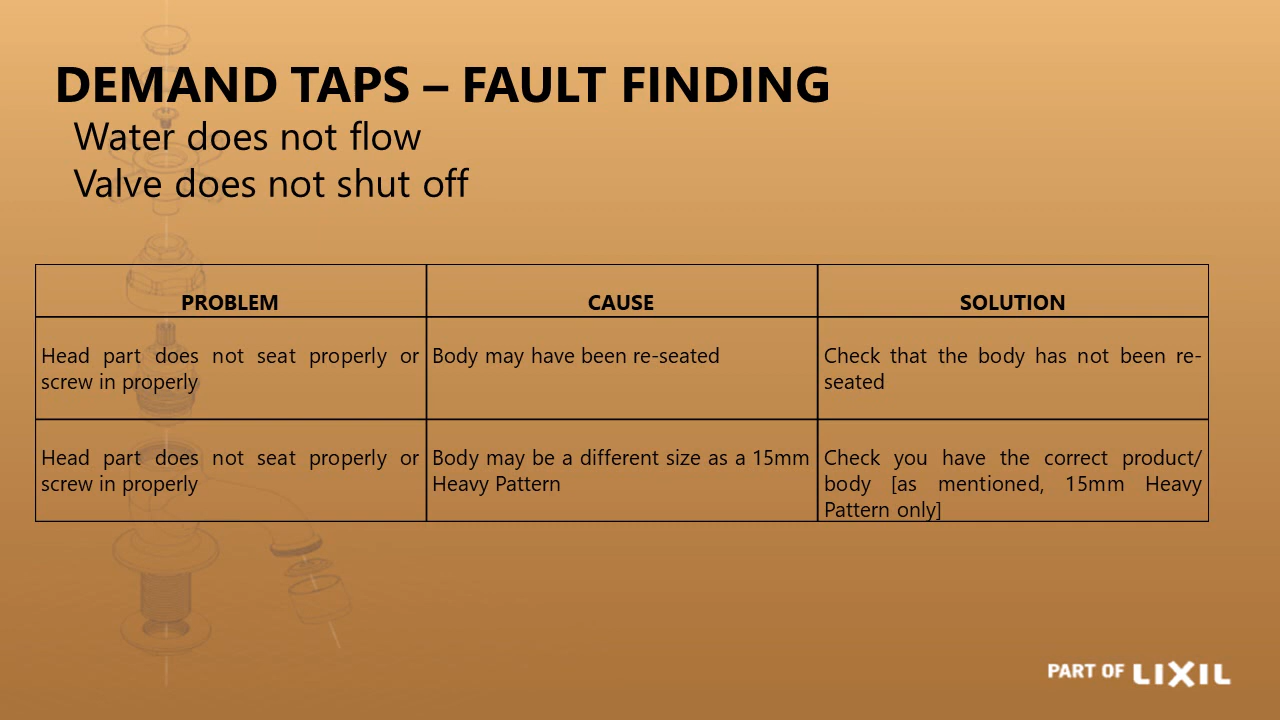 DEMAND TAPS – FAULT FINDING
Water does not flow
Valve does not shut off
PROBLEM
CAUSE
SOLUTION
Head part does not seat properly or
screw in properly
Body may have been re-seated
Check that the body has not been re-
seated
Head part does not seat properly or
screw in properly
Body may be a different size as a 15mm
Heavy Pattern
Check you have the correct product/
body [as mentioned, 15mm Heavy
Pattern only]
PART OF LIXIL